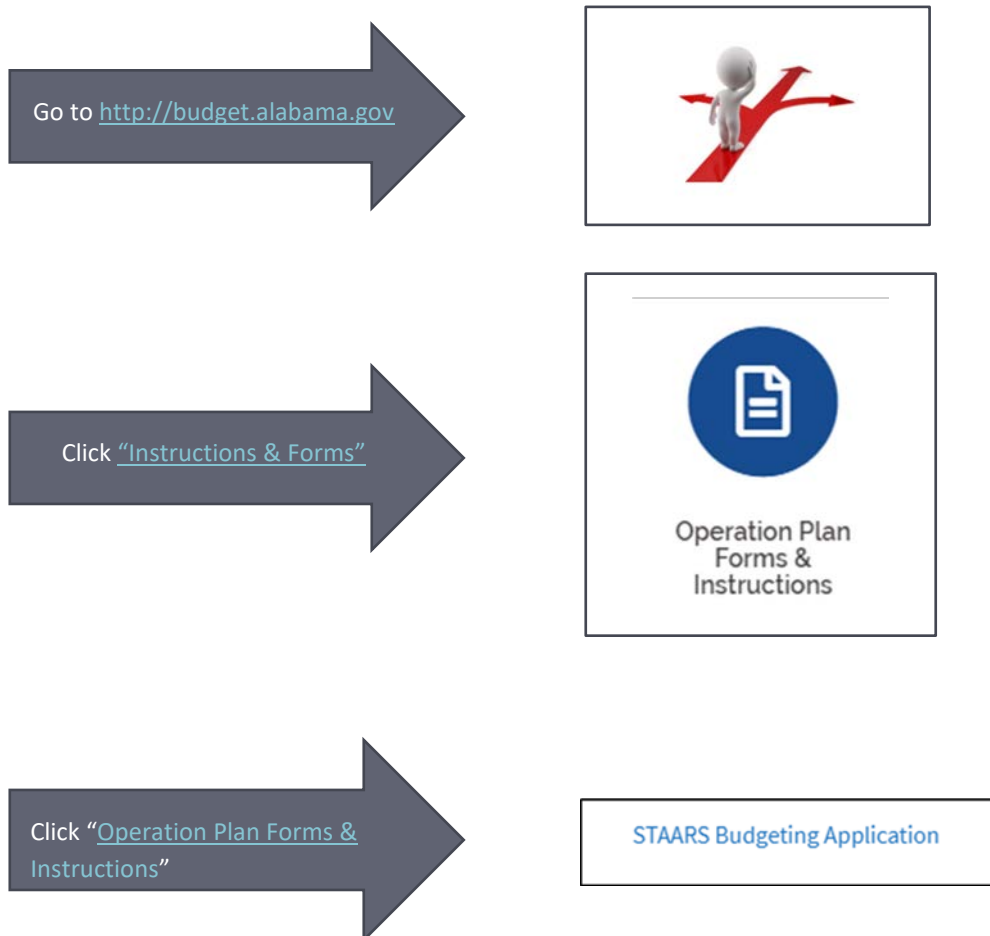 Go to http://budget.alabama.gov
Click “Instructions & Forms”
Operation Plan
Forms &
Instructions
Click “Operation Plan Forms &
Instructions”
STAARS Budgeting Application